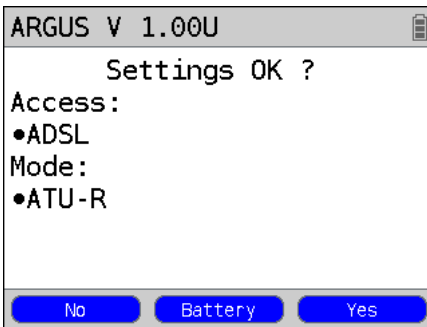 ARGUS V 1.00U
Settings OK ?
Access:
•ADSL
Mode:
•ATU-R
No Battery Yes